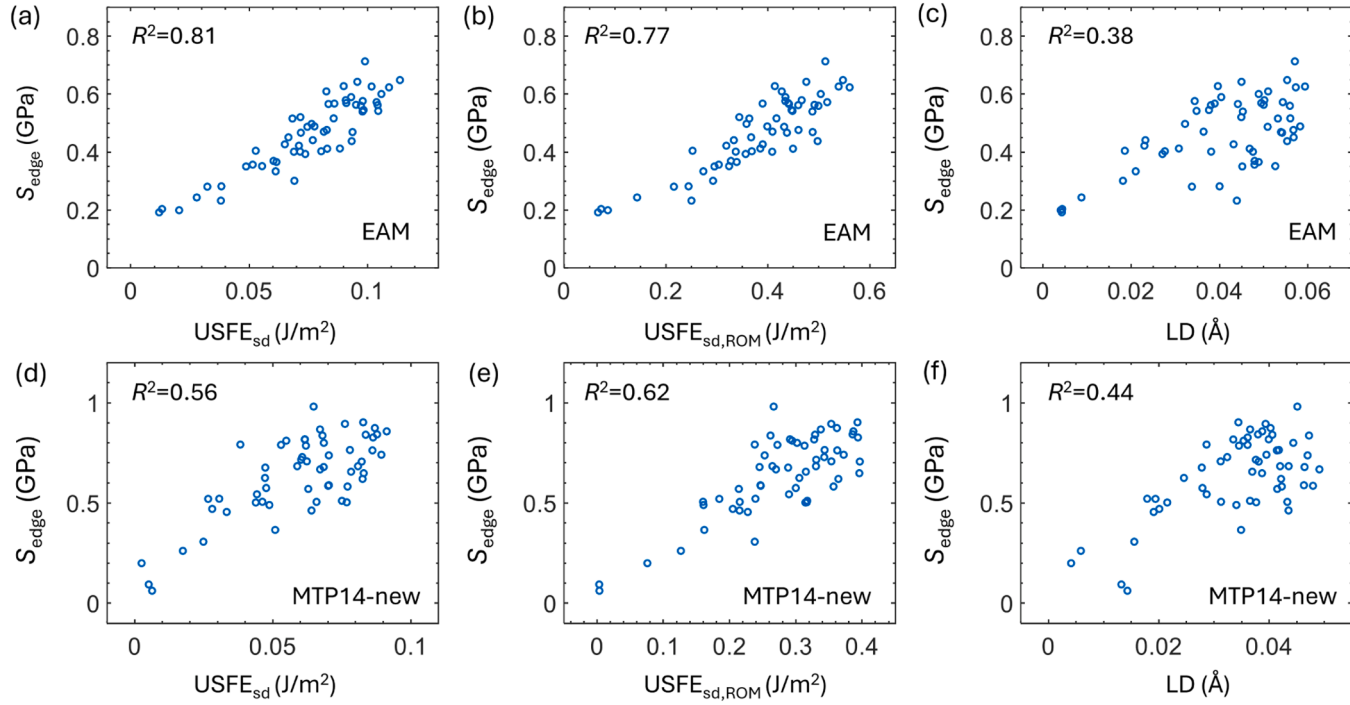 (a)
R²=0.81
0.8
0.6
0.4
0.2
0
S_edge (GPa)
EAM
0 0.05 0.1
USFE_sd (J/m²)
(b)
R²=0.77
0.8
0.6
0.4
0.2
0
S_edge (GPa)
EAM
0 0.2 0.4 0.6
USFE_sd,ROM (J/m²)
(c)
R²=0.38
0.8
0.6
0.4
0.2
0
S_edge (GPa)
EAM
0 0.02 0.04 0.06
LD (Å)
(d)
R²=0.56
1
0.5
0
S_edge (GPa)
MTP14-new
0 0.05 0.1
USFE_sd (J/m²)
(e)
R²=0.62
1
0.5
0
S_edge (GPa)
MTP14-new
0 0.1 0.2 0.3 0.4
USFE_sd,ROM (J/m²)
(f)
R²=0.44
1
0.5
0
S_edge (GPa)
MTP14-new
0 0.02 0.04
LD (Å)